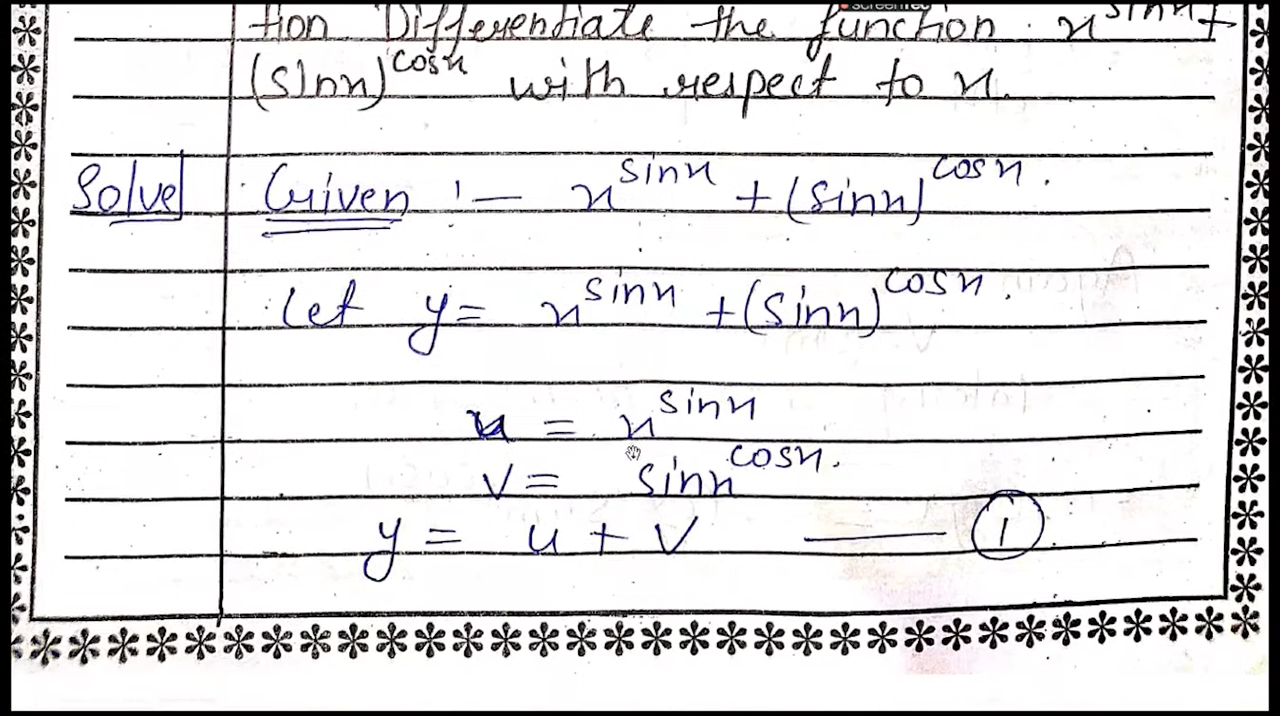 tion Differentiate the function x^sinx +
(sinx)^cosx with respect to x.
Solve Given :- x^sinx + (sinx)^cosx.
Let y = x^sinx + (sinx)^cosx.
u = x^sinx
v = sinx^cosx.
y = u + v —— ①